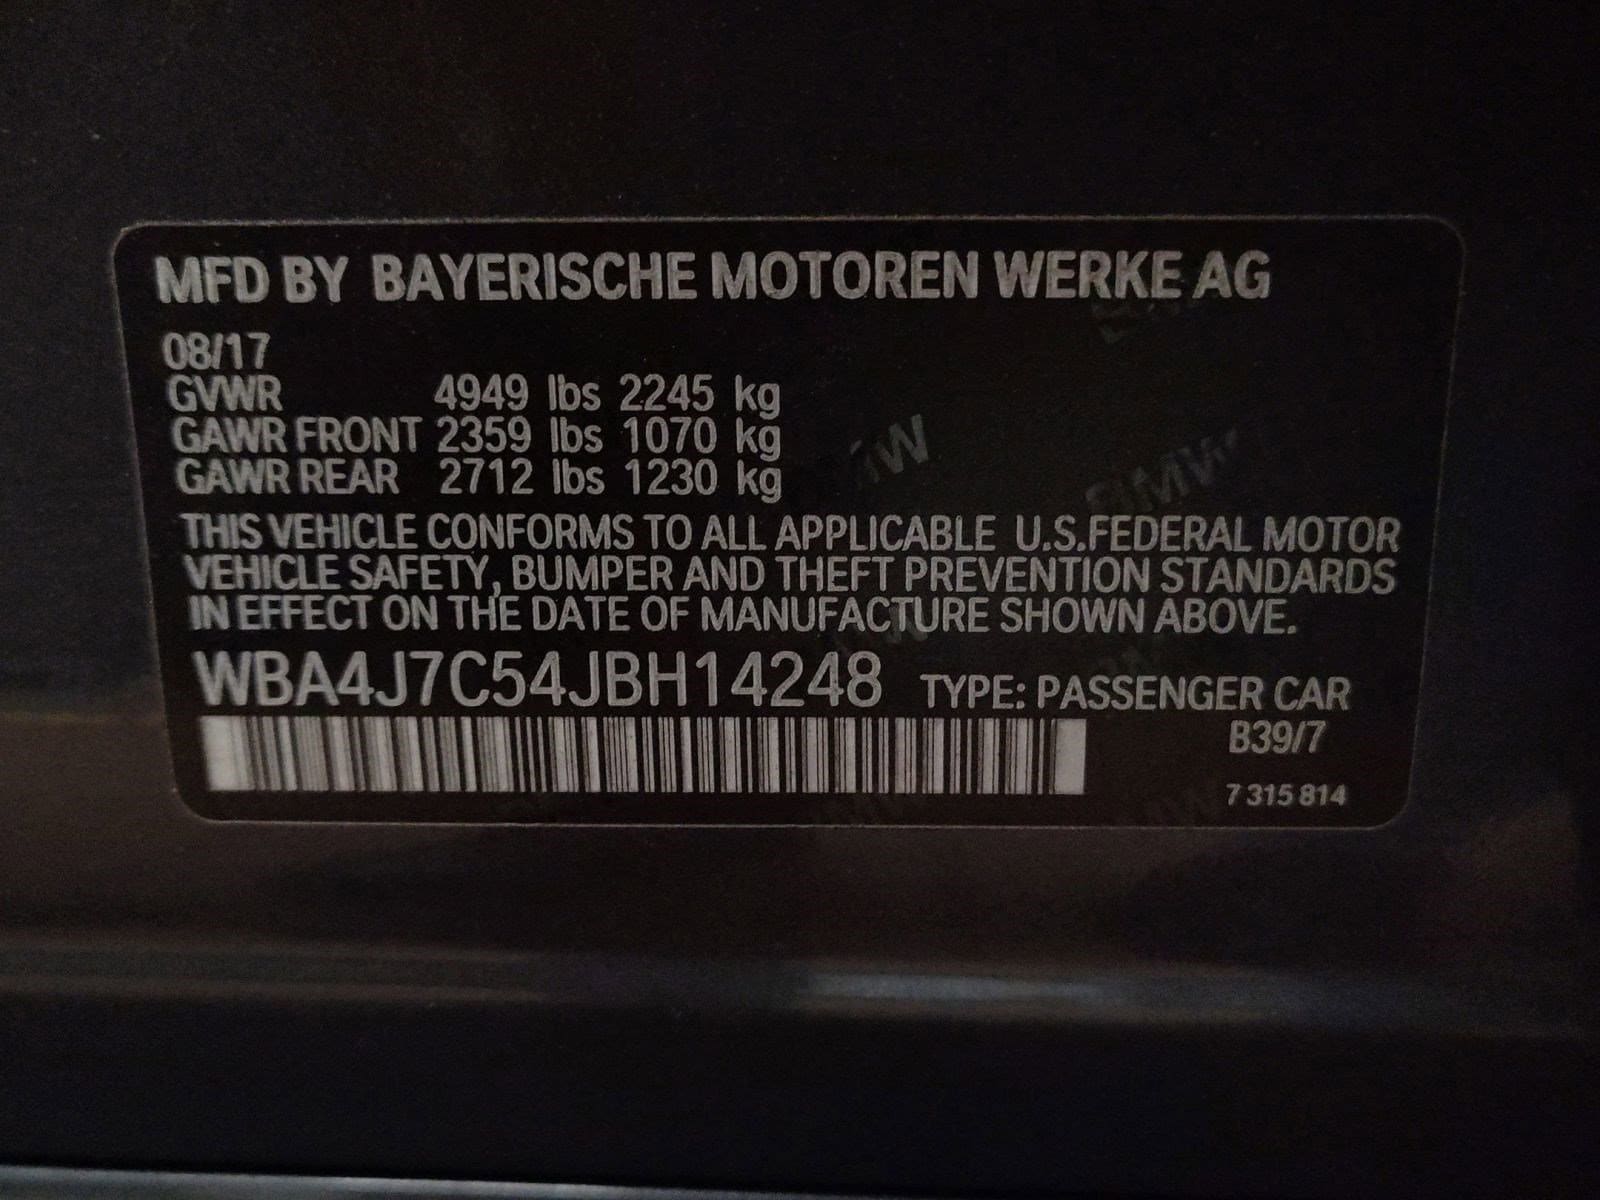 MFD BY BAYERISCHE MOTOREN WERKE AG
08/17
GVWR 4949 lbs 2245 kg
GAWR FRONT 2359 lbs 1070 kg
GAWR REAR 2712 lbs 1230 kg
THIS VEHICLE CONFORMS TO ALL APPLICABLE U.S.FEDERAL MOTOR
VEHICLE SAFETY, BUMPER AND THEFT PREVENTION STANDARDS
IN EFFECT ON THE DATE OF MANUFACTURE SHOWN ABOVE.
WBA4J7C54JBH14248 TYPE: PASSENGER CAR
B39/7
7 315 814